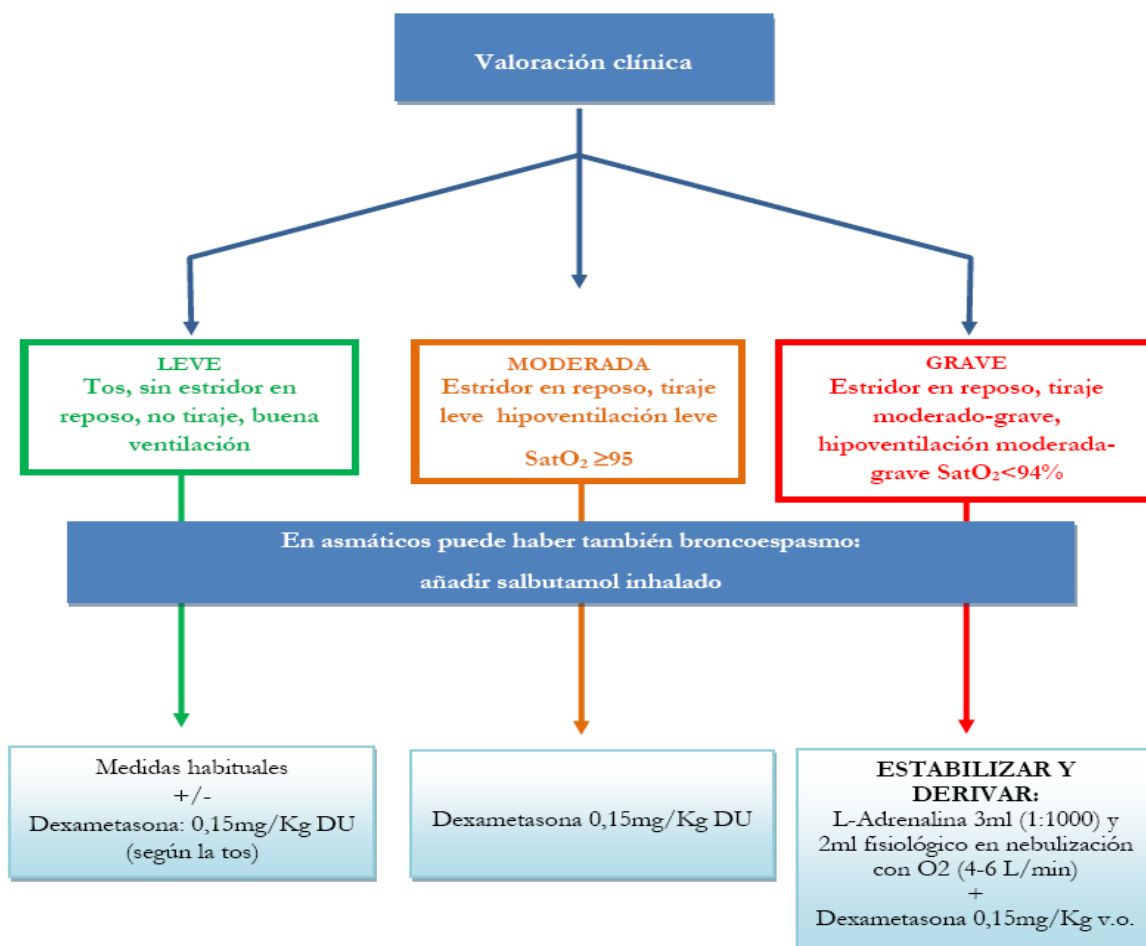 Valoración clínica
LEVE
Tos, sin estridor en
reposo, no tiraje, buena
ventilación
MODERADA
Estridor en reposo, tiraje
leve hipoventilación leve
SatO₂ ≥95
GRAVE
Estridor en reposo, tiraje
moderado-grave,
hipoventilación moderada-
grave SatO₂<94%
En asmáticos puede haber también broncoespasmo:
añadir salbutamol inhalado
Medidas habituales
+/-
Dexametasona: 0,15mg/Kg DU
(según la tos)
Dexametasona 0,15mg/Kg DU
ESTABILIZAR Y
DERIVAR:
L-Adrenalina 3ml (1:1000) y
2ml fisiológico en nebulización
con O2 (4-6 L/min)
+
Dexametasona 0,15mg/Kg v.o.